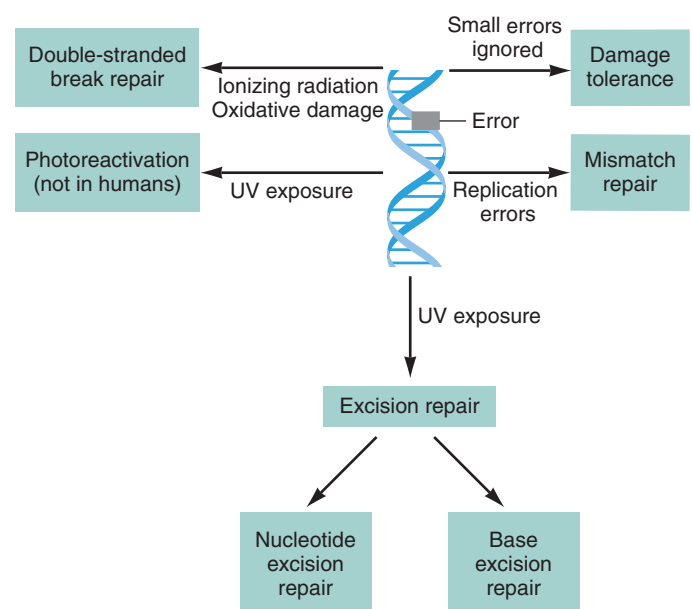 Double-stranded
break repair
Ionizing radiation
Oxidative damage
Small errors
ignored
Damage
tolerance
Error
Photoreactivation
(not in humans)
UV exposure
Replication
errors
Mismatch
repair
UV exposure
Excision repair
Nucleotide
excision
repair
Base
excision
repair